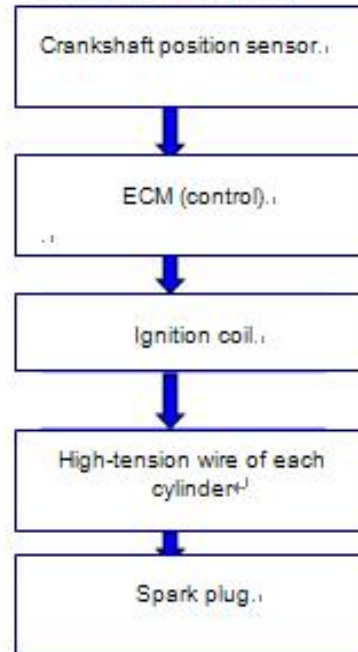 Crankshaft position sensor.
ECM (control).
.
Ignition coil.
High-tension wire of each
cylinder↵
Spark plug.